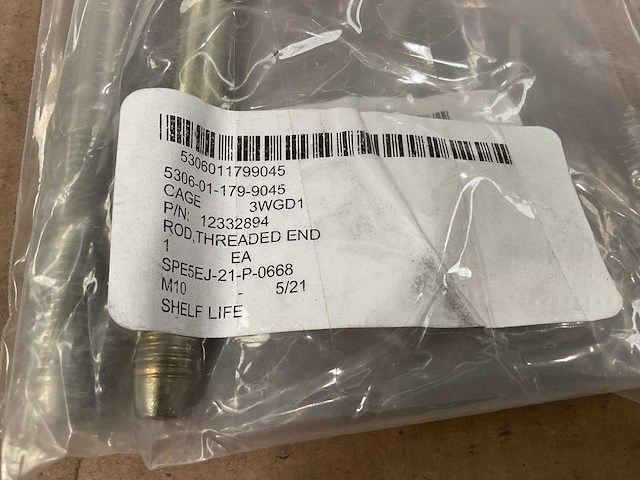 5306011799045
5306-01-179-9045
CAGE 3WGD1
P/N: 12332894
ROD,THREADED END
1 EA
SPE5EJ-21-P-0668
M10 - 5/21
SHELF LIFE